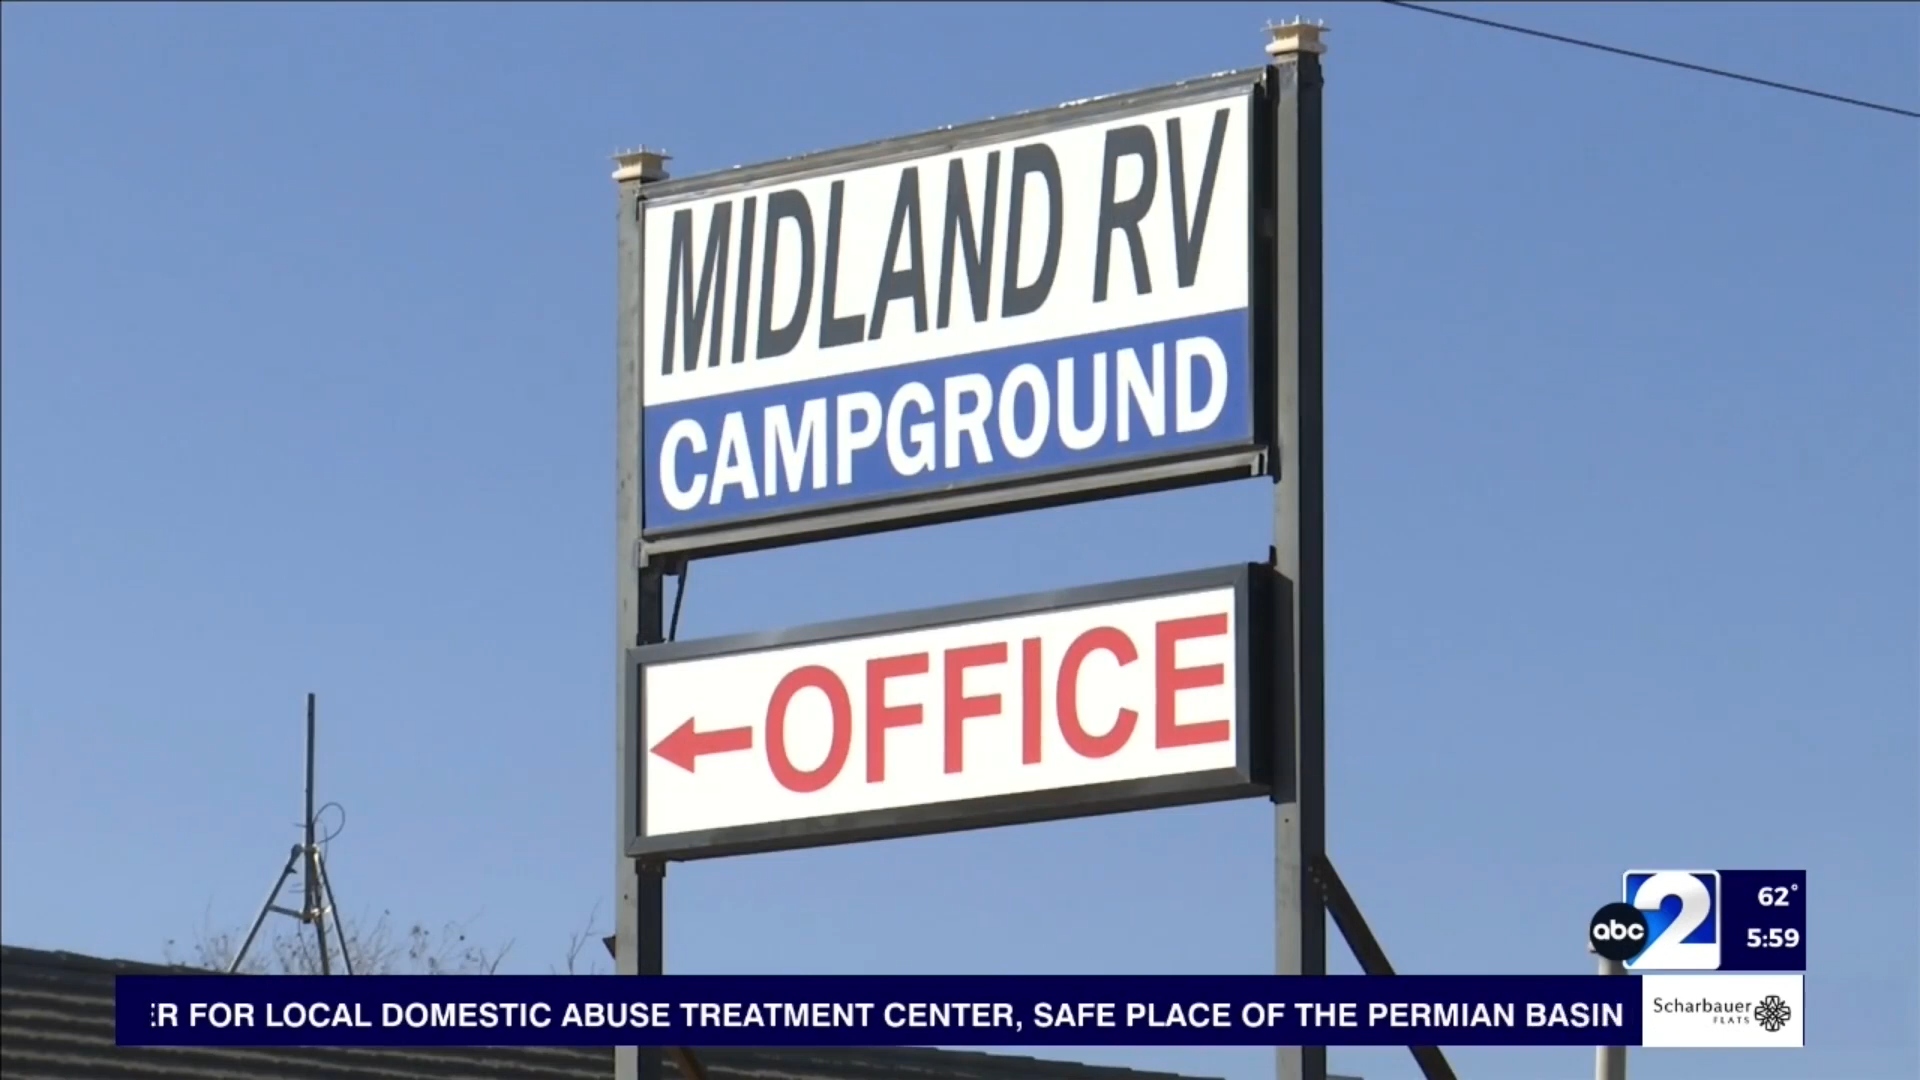 MIDLAND RV
CAMPGROUND
OFFICE
abc
2
62°
5:59
R FOR LOCAL DOMESTIC ABUSE TREATMENT CENTER, SAFE PLACE OF THE PERMIAN BASIN
Scharbauer
FLATS